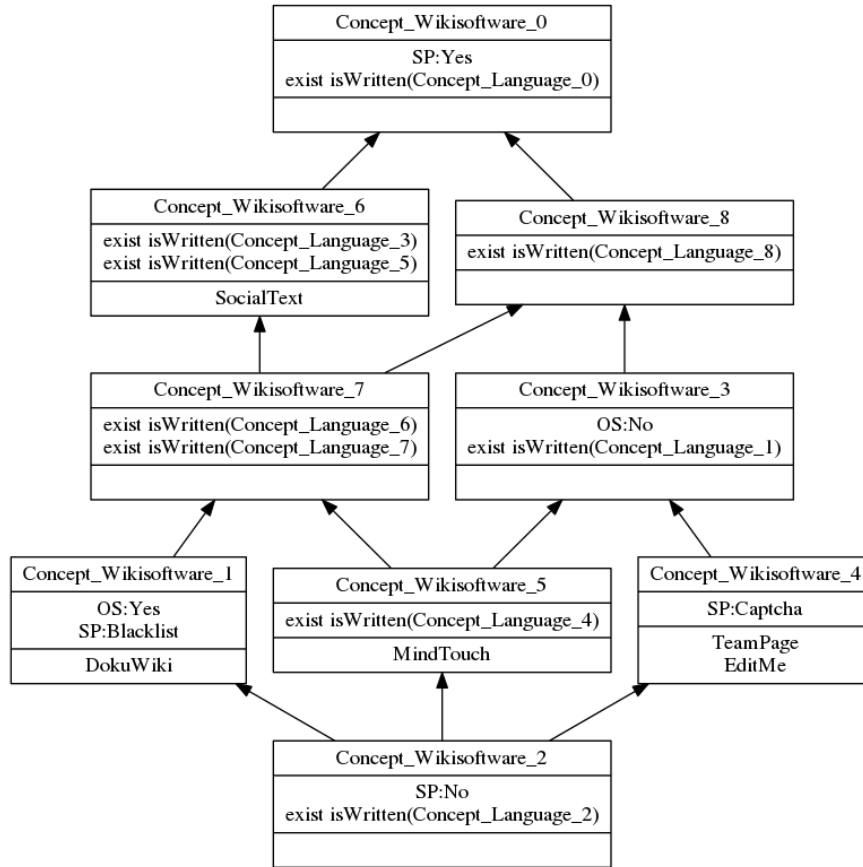 Concept_Wikisoftware_0
SP:Yes
exist isWritten(Concept_Language_0)
Concept_Wikisoftware_6
exist isWritten(Concept_Language_3)
exist isWritten(Concept_Language_5)
SocialText
Concept_Wikisoftware_8
exist isWritten(Concept_Language_8)
Concept_Wikisoftware_7
exist isWritten(Concept_Language_6)
exist isWritten(Concept_Language_7)
Concept_Wikisoftware_3
OS:No
exist isWritten(Concept_Language_1)
Concept_Wikisoftware_1
OS:Yes
SP:Blacklist
DokuWiki
Concept_Wikisoftware_5
exist isWritten(Concept_Language_4)
MindTouch
Concept_Wikisoftware_4
SP:Captcha
TeamPage
EditMe
Concept_Wikisoftware_2
SP:No
exist isWritten(Concept_Language_2)